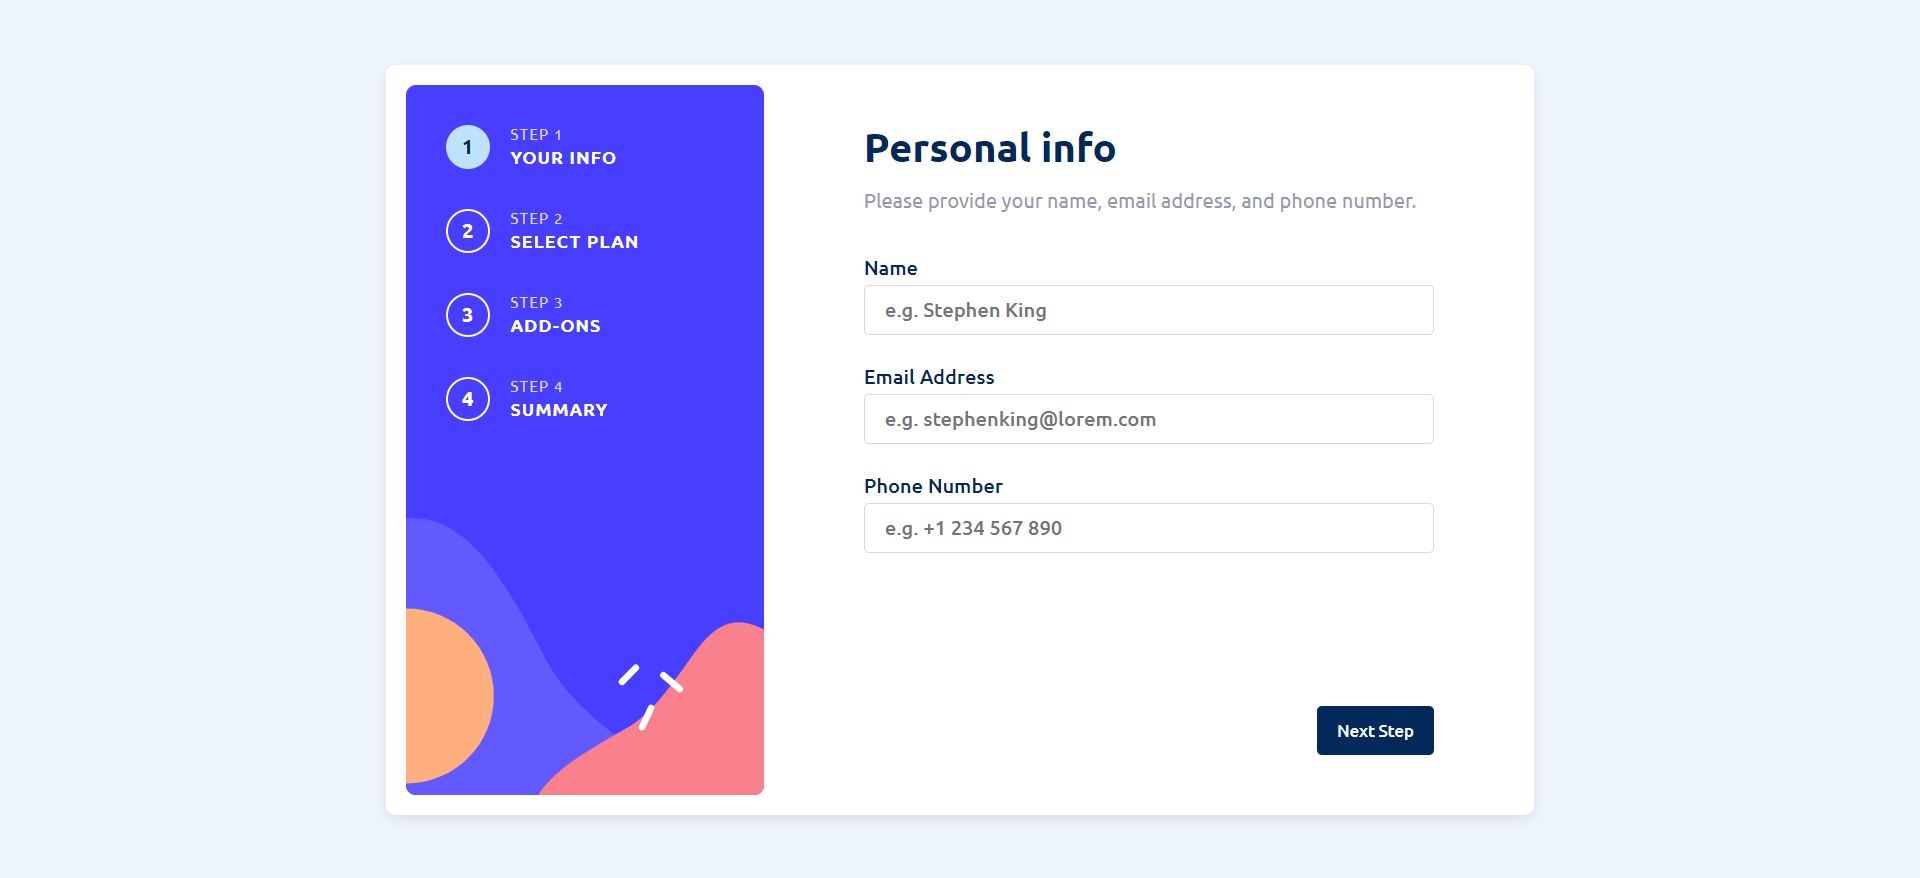 1
STEP 1
YOUR INFO
2
STEP 2
SELECT PLAN
3
STEP 3
ADD-ONS
4
STEP 4
SUMMARY
Personal info
Please provide your name, email address, and phone number.
Name
e.g. Stephen King
Email Address
e.g. stephenking@lorem.com
Phone Number
e.g. +1 234 567 890
Next Step